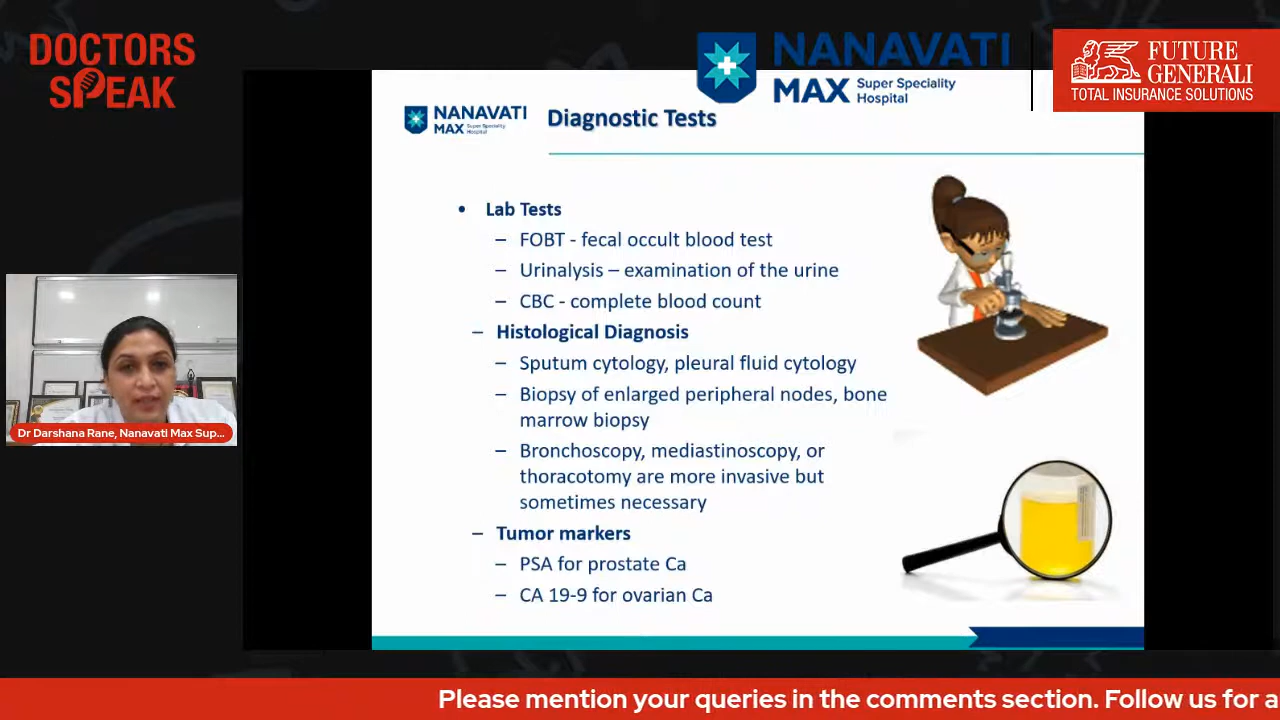 DOCTORS
SPEAK
NANAVATI
MAX Super Speciality
Hospital
FUTURE
GENERALI
TOTAL INSURANCE SOLUTIONS
NANAVATI
MAX Super Speciality
Hospital
Diagnostic Tests
• Lab Tests
– FOBT - fecal occult blood test
– Urinalysis – examination of the urine
– CBC - complete blood count
– Histological Diagnosis
– Sputum cytology, pleural fluid cytology
– Biopsy of enlarged peripheral nodes, bone
marrow biopsy
– Bronchoscopy, mediastinoscopy, or
thoracotomy are more invasive but
sometimes necessary
– Tumor markers
– PSA for prostate Ca
– CA 19-9 for ovarian Ca
Dr Darshana Rane, Nanavati Max Sup...
Please mention your queries in the comments section. Follow us for a